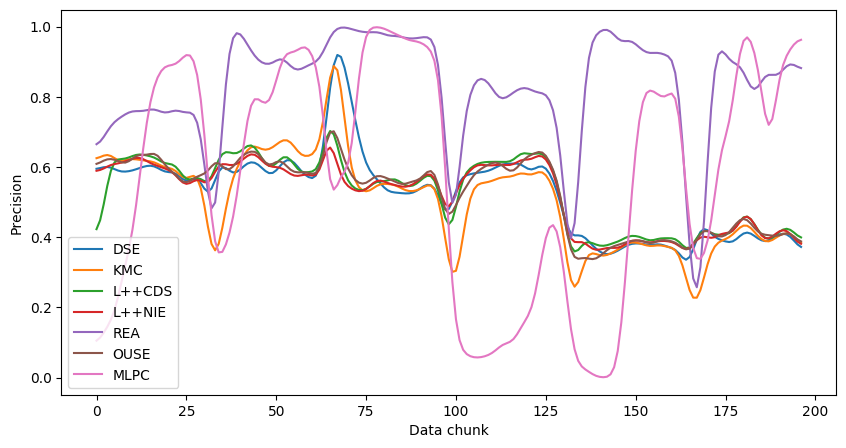 1.0
0.8
0.6
0.4
0.2
0.0
Precision
DSE
KMC
L++CDS
L++NIE
REA
OUSE
MLPC
0 25 50 75 100 125 150 175 200
Data chunk